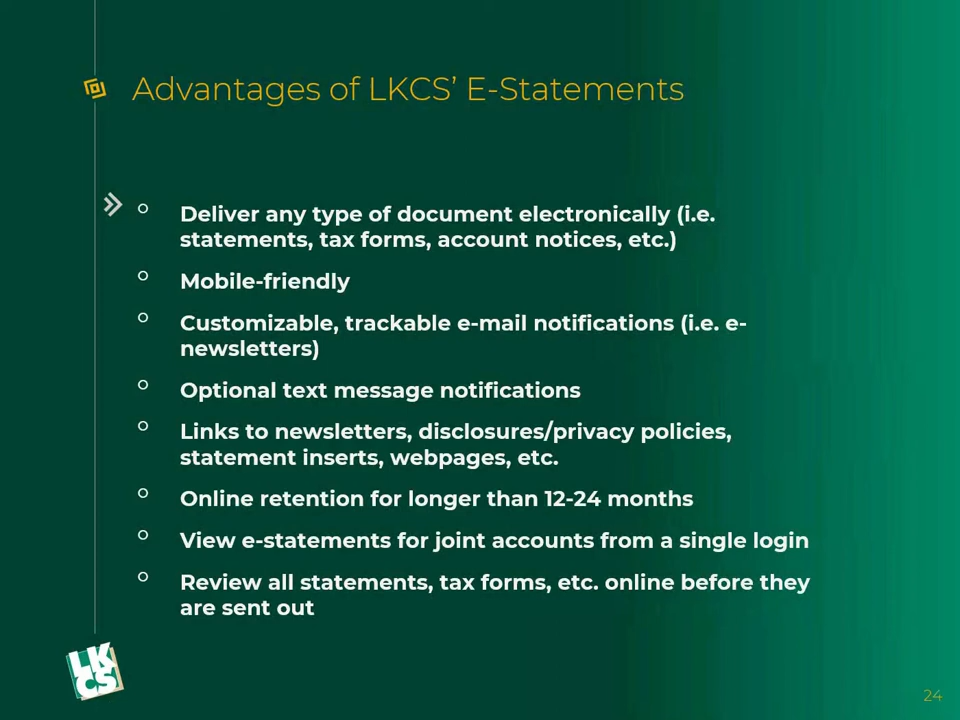 Advantages of LKCS’ E-Statements
Deliver any type of document electronically (i.e.
statements, tax forms, account notices, etc.)
Mobile-friendly
Customizable, trackable e-mail notifications (i.e. e-
newsletters)
Optional text message notifications
Links to newsletters, disclosures/privacy policies,
statement inserts, webpages, etc.
Online retention for longer than 12-24 months
View e-statements for joint accounts from a single login
Review all statements, tax forms, etc. online before they
are sent out
LK
CS
24